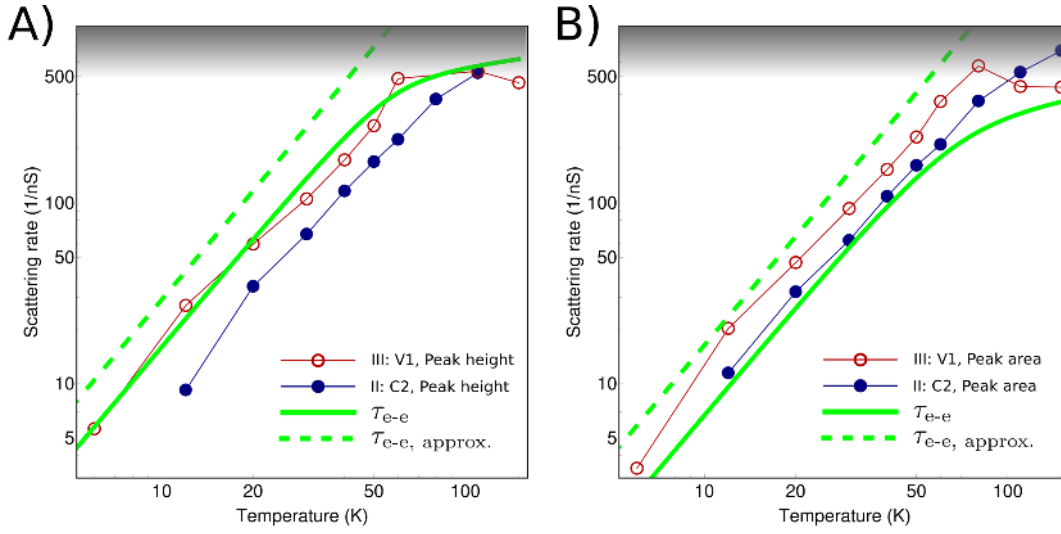 A)
500
100
50
10
5
Scattering rate (1/nS)
III: V1, Peak height
II: C2, Peak height
τe-e
τe-e, approx.
10
20
50
100
Temperature (K)
B)
500
100
50
10
5
Scattering rate (1/nS)
III: V1, Peak area
II: C2, Peak area
τe-e
τe-e, approx.
10
20
50
100
Temperature (K)